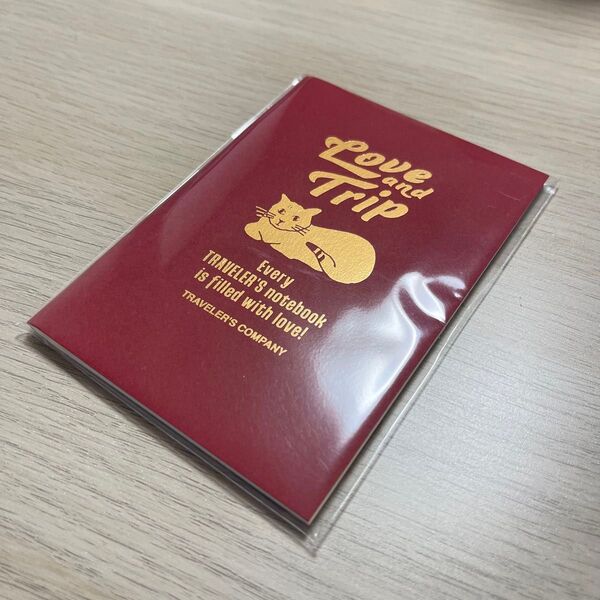 Love
and
Trip
Every
TRAVELER'S notebook
is filled with love!
TRAVELER'S COMPANY